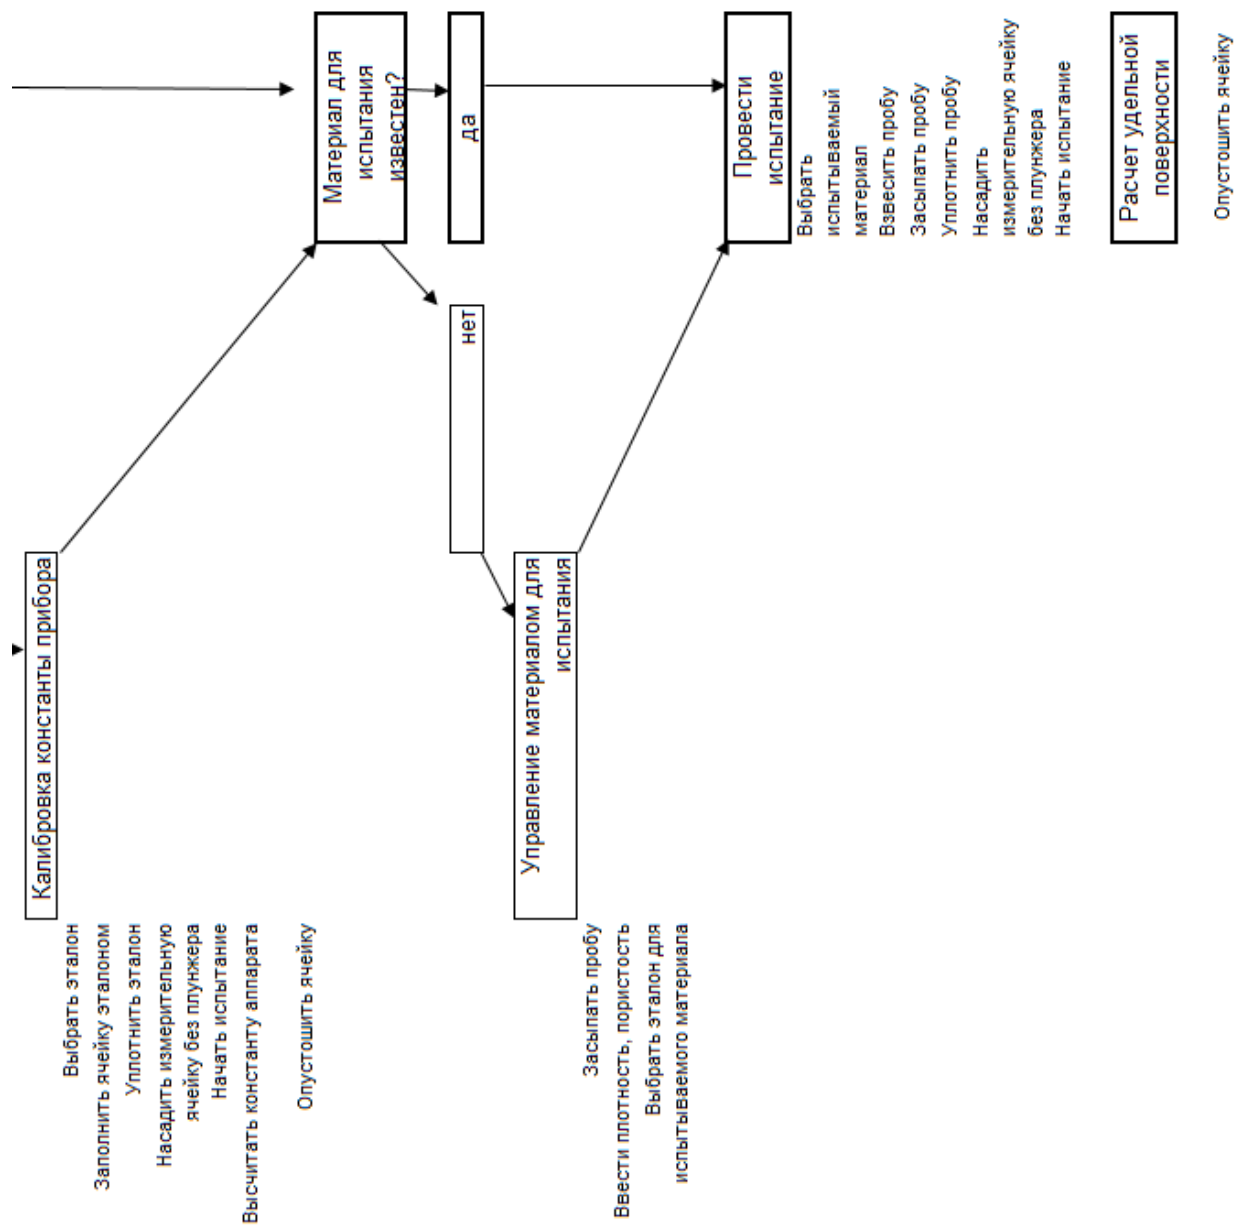 Калибровка константы прибора
Выбрать эталон
Заполнить ячейку эталоном
Уплотнить эталон
Насадить измерительную
ячейку без плунжера
Начать испытание
Высчитать константу аппарата
Опустошить ячейку
Материал для
испытания
известен?
да
нет
Управление материалом для
испытания
Засыпать пробу
Ввести плотность, пористость
Выбрать эталон для
испытываемого материала
Провести
испытание
Выбрать
испытываемый
материал
Взвесить пробу
Засыпать пробу
Уплотнить пробу
Насадить
измерительную ячейку
без плунжера
Начать испытание
Расчет удельной
поверхности
Опустошить ячейку